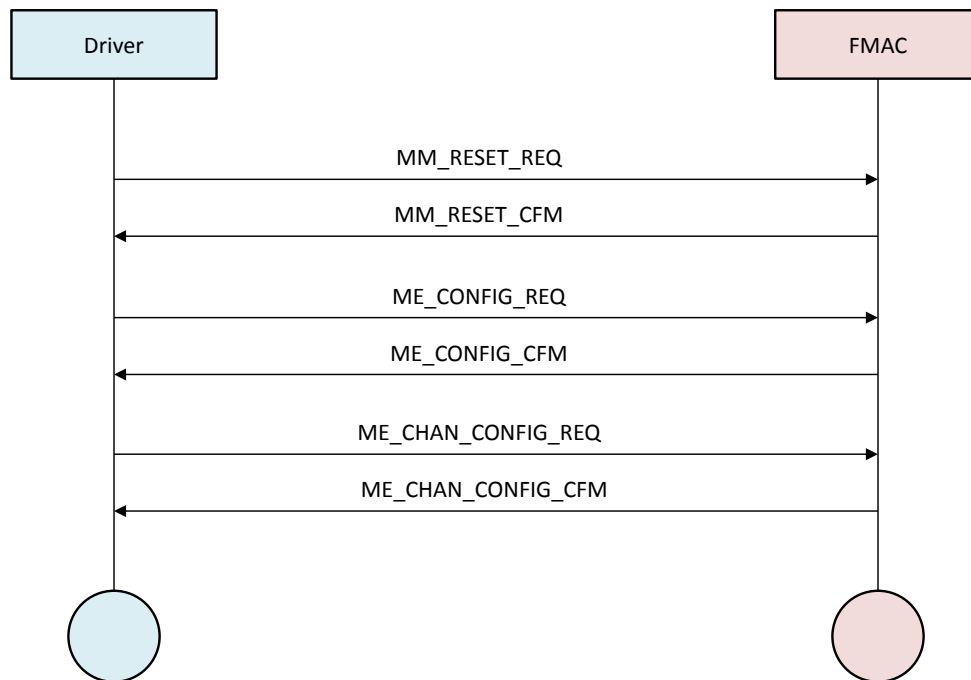 Driver
FMAC
MM_RESET_REQ
MM_RESET_CFM
ME_CONFIG_REQ
ME_CONFIG_CFM
ME_CHAN_CONFIG_REQ
ME_CHAN_CONFIG_CFM